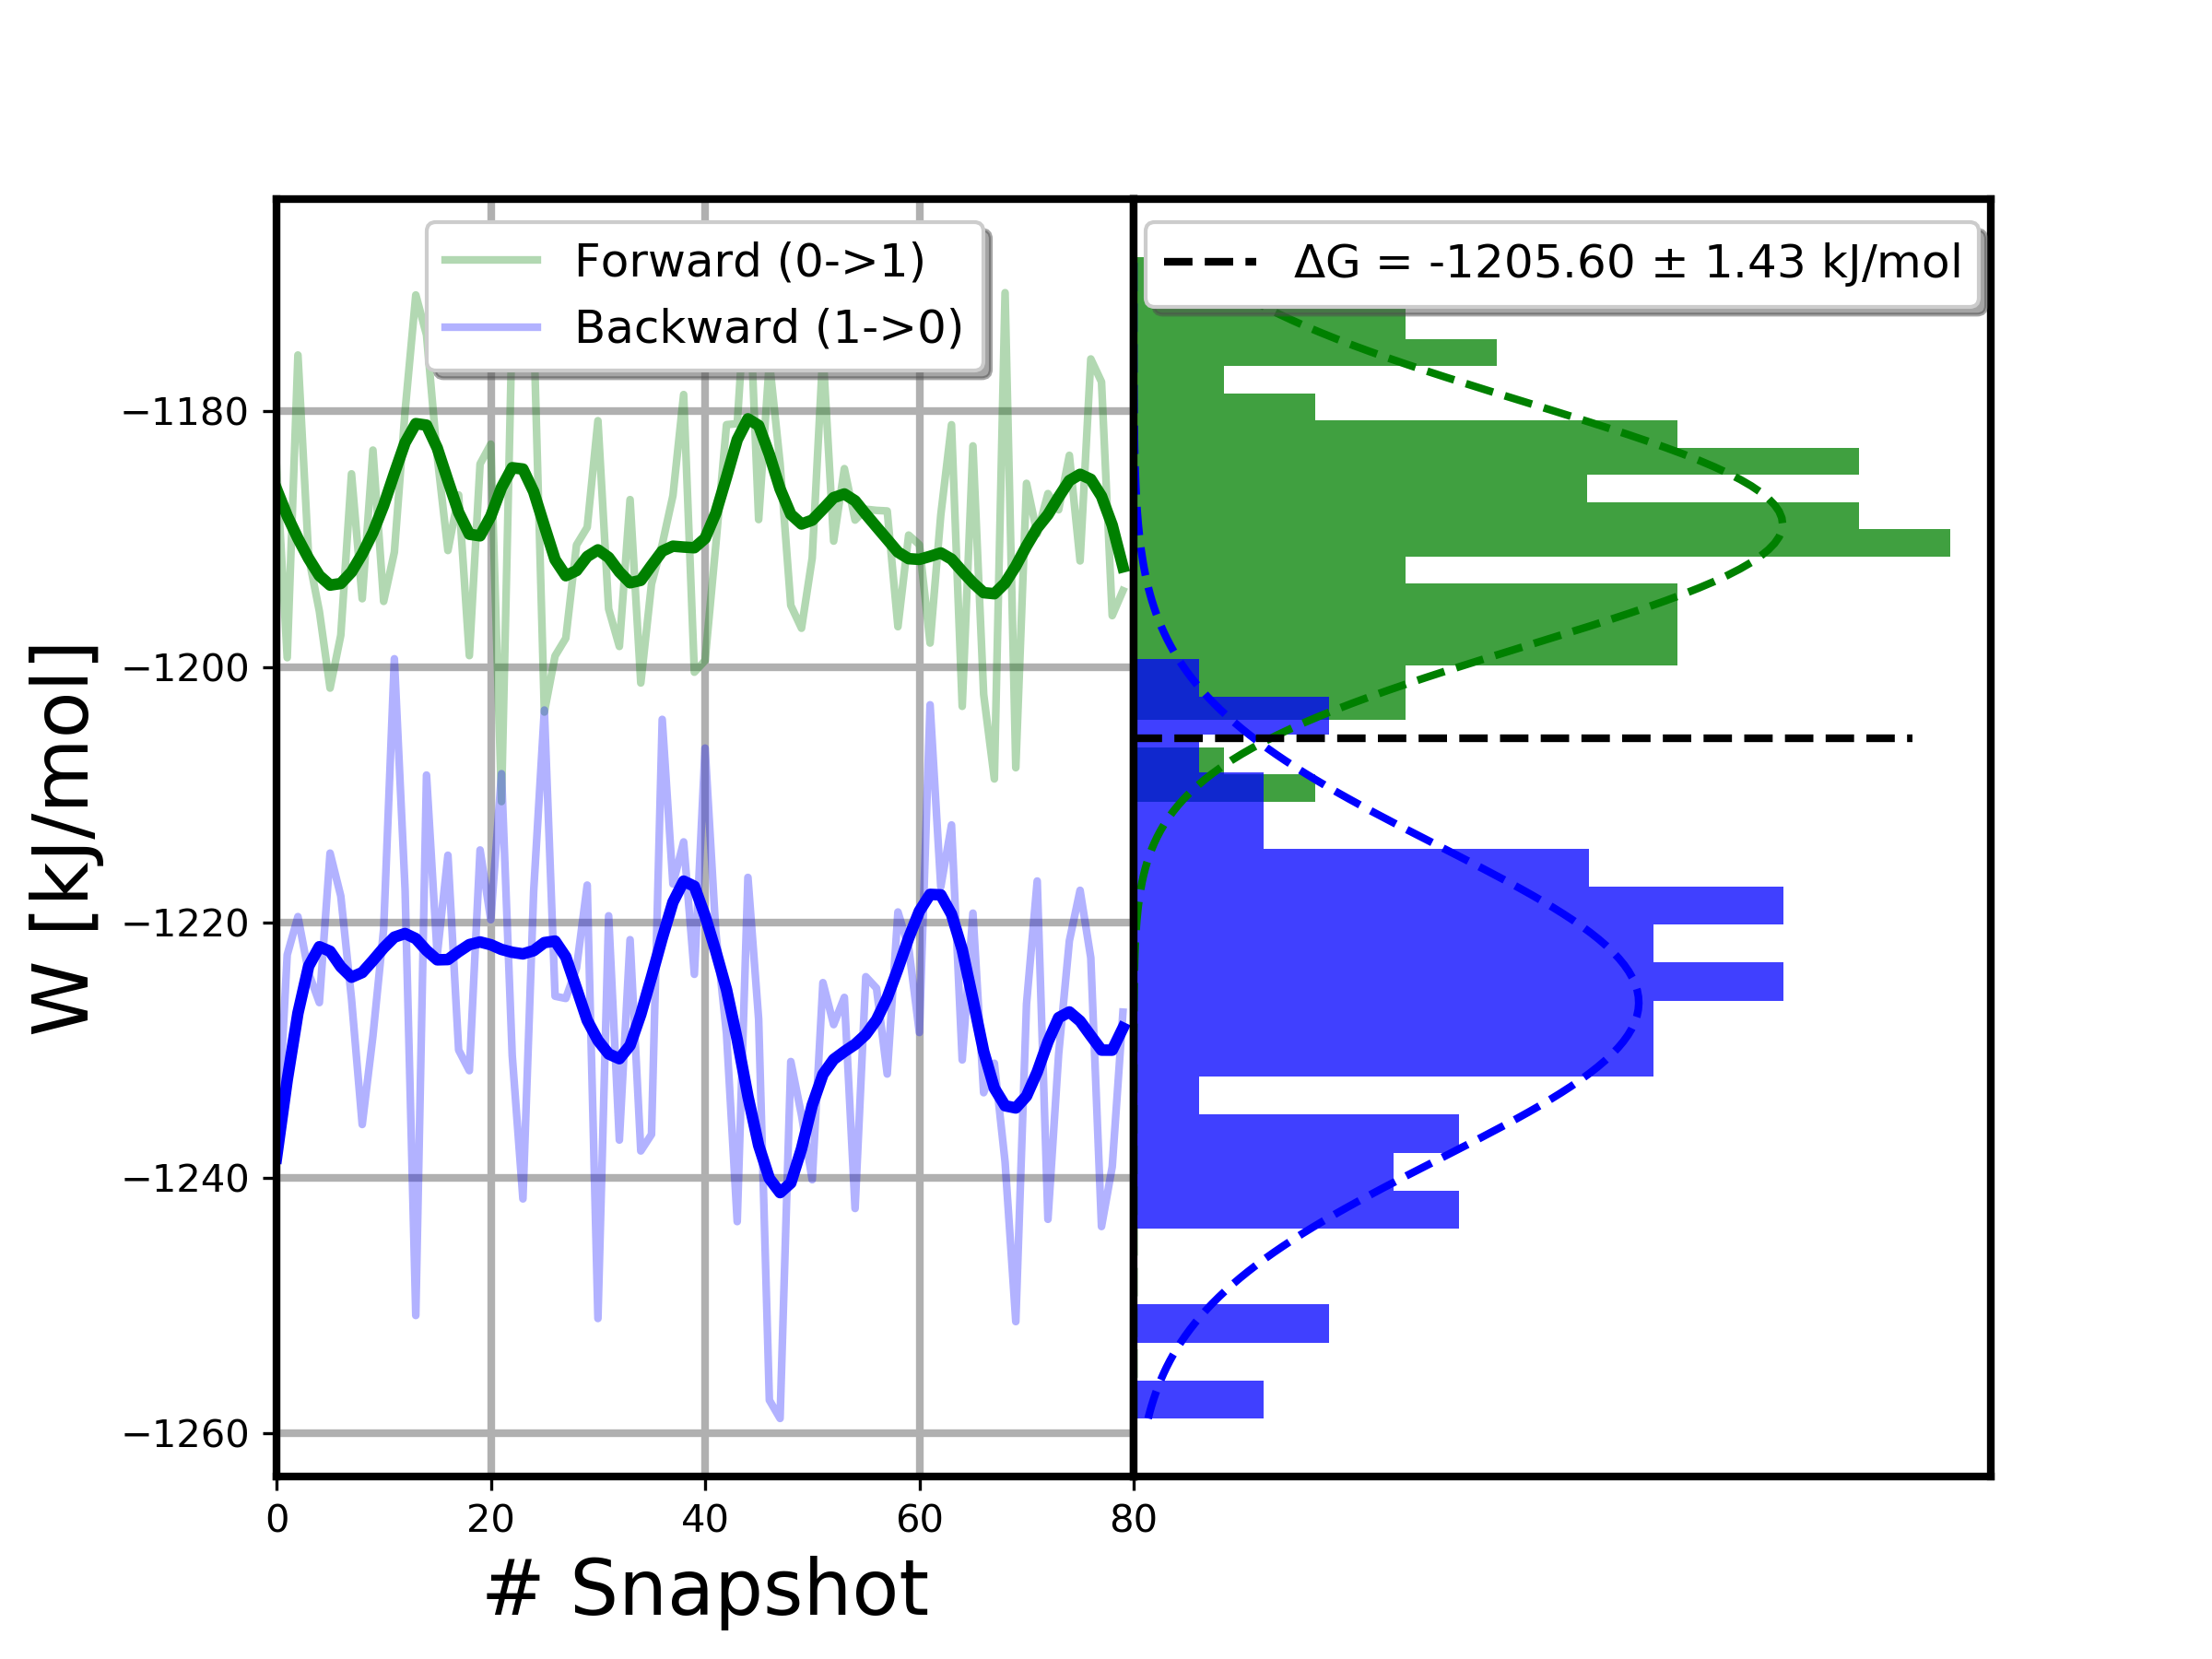 Forward (0->1)
Backward (1->0)
ΔG = -1205.60 ± 1.43 kJ/mol
W [kJ/mol]
−1180
−1200
−1220
−1240
−1260
0 20 40 60 80
# Snapshot